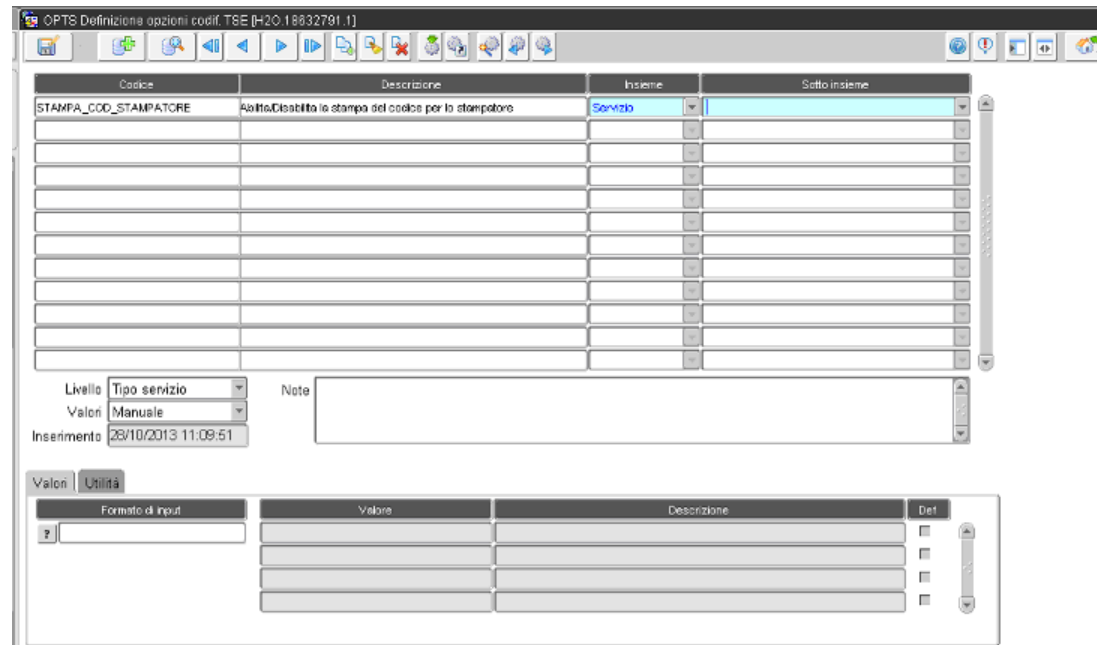 OPTS Definizione opzioni codif. TSE [H2O.18632791.1]
Codice Descrizione Insieme Sotto insieme
STAMPA_COD_STAMPATORE Abilita/Disabilita la stampa del codice per lo stampatore Servizio
Livello Tipo servizio Note
Valori Manuale
Inserimento 28/10/2013 11:09:51
Valori Utilità
Formato di input Valore Descrizione Def
?